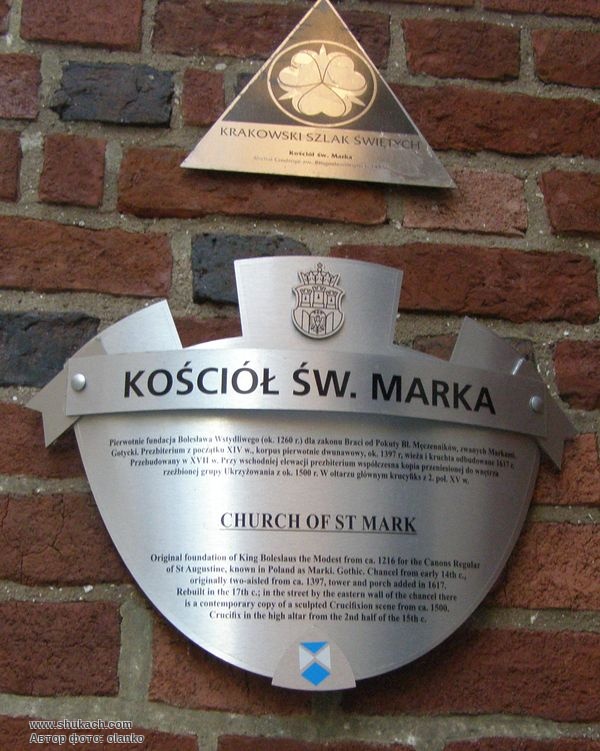 KRAKOWSKI SZLAK ŚWIĘTYCH
Kościół św. Marka
KOŚCIÓŁ ŚW. MARKA
Pierwotnie fundacja Bolesława Wstydliwego (ok. 1260 r.) dla zakonu Braci od Pokuty Bł. Męczenników, zwanych Markami.
Gotycki. Prezbiterium z początku XIV w., korpus pierwotnie dwunawowy, ok. 1397 r, wieża i kruchta odbudowane 1617 r.
Przebudowany w XVII w. Przy wschodniej elewacji prezbiterium współczesna kopia przeniesionej do wnętrza
rzeźbionej grupy Ukrzyżowania z ok. 1500 r. W ołtarzu głównym krucyfiks z 2. poł. XV w.
CHURCH OF ST MARK
Original foundation of King Boleslaus the Modest from ca. 1216 for the Canons Regular
of St Augustine, known in Poland as Marki. Gothic. Chancel from early 14th c.,
originally two-aisled from ca. 1397, tower and porch added in 1617.
Rebuilt in the 17th c.; in the street by the eastern wall of the chancel there
is a contemporary copy of a sculpted Crucifixion scene from ca. 1500.
Crucifix in the high altar from the 2nd half of the 15th c.
www.shukach.com
Автор фото: olanko